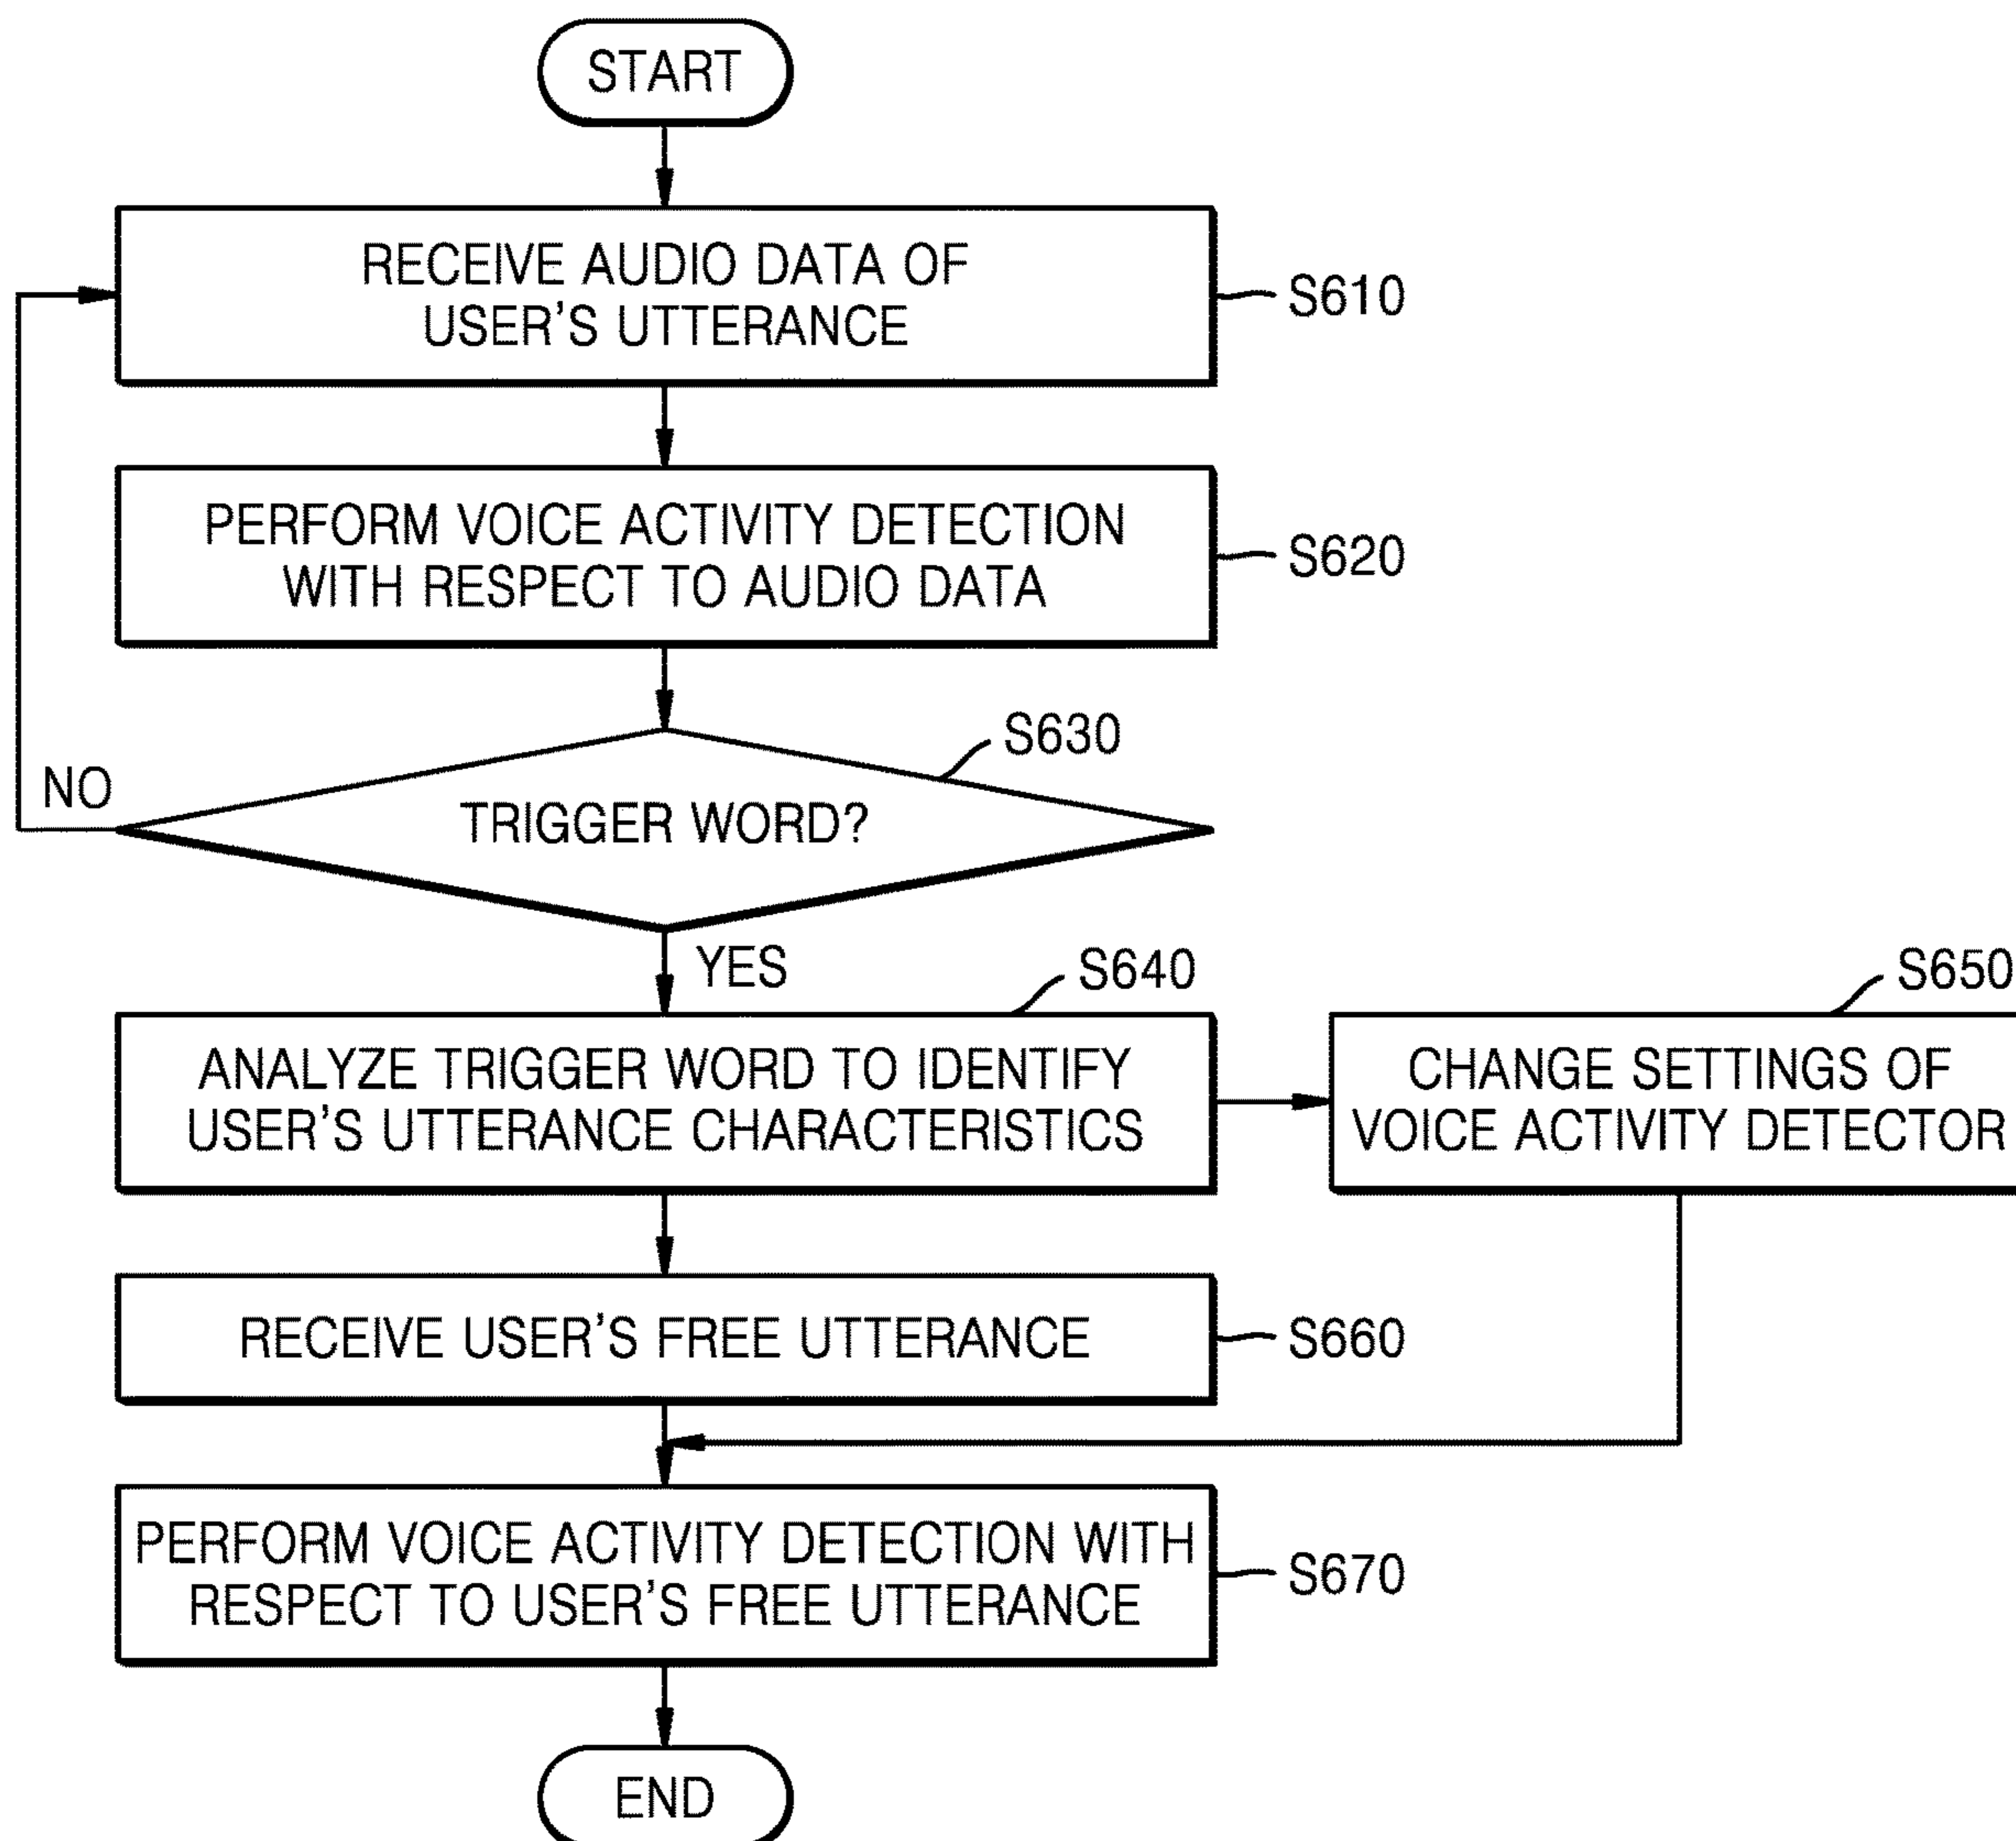 START
RECEIVE AUDIO DATA OF
USER'S UTTERANCE
S610
PERFORM VOICE ACTIVITY DETECTION
WITH RESPECT TO AUDIO DATA
S620
S630
NO
TRIGGER WORD?
YES
S640
S650
ANALYZE TRIGGER WORD TO IDENTIFY
USER'S UTTERANCE CHARACTERISTICS
CHANGE SETTINGS OF
VOICE ACTIVITY DETECTOR
RECEIVE USER'S FREE UTTERANCE
S660
PERFORM VOICE ACTIVITY DETECTION WITH
RESPECT TO USER'S FREE UTTERANCE
S670
END